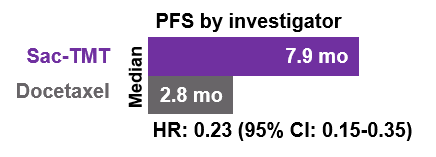 PFS by investigator
Sac-TMT
7.9 mo
Docetaxel
2.8 mo
Median
HR: 0.23 (95% CI: 0.15-0.35)